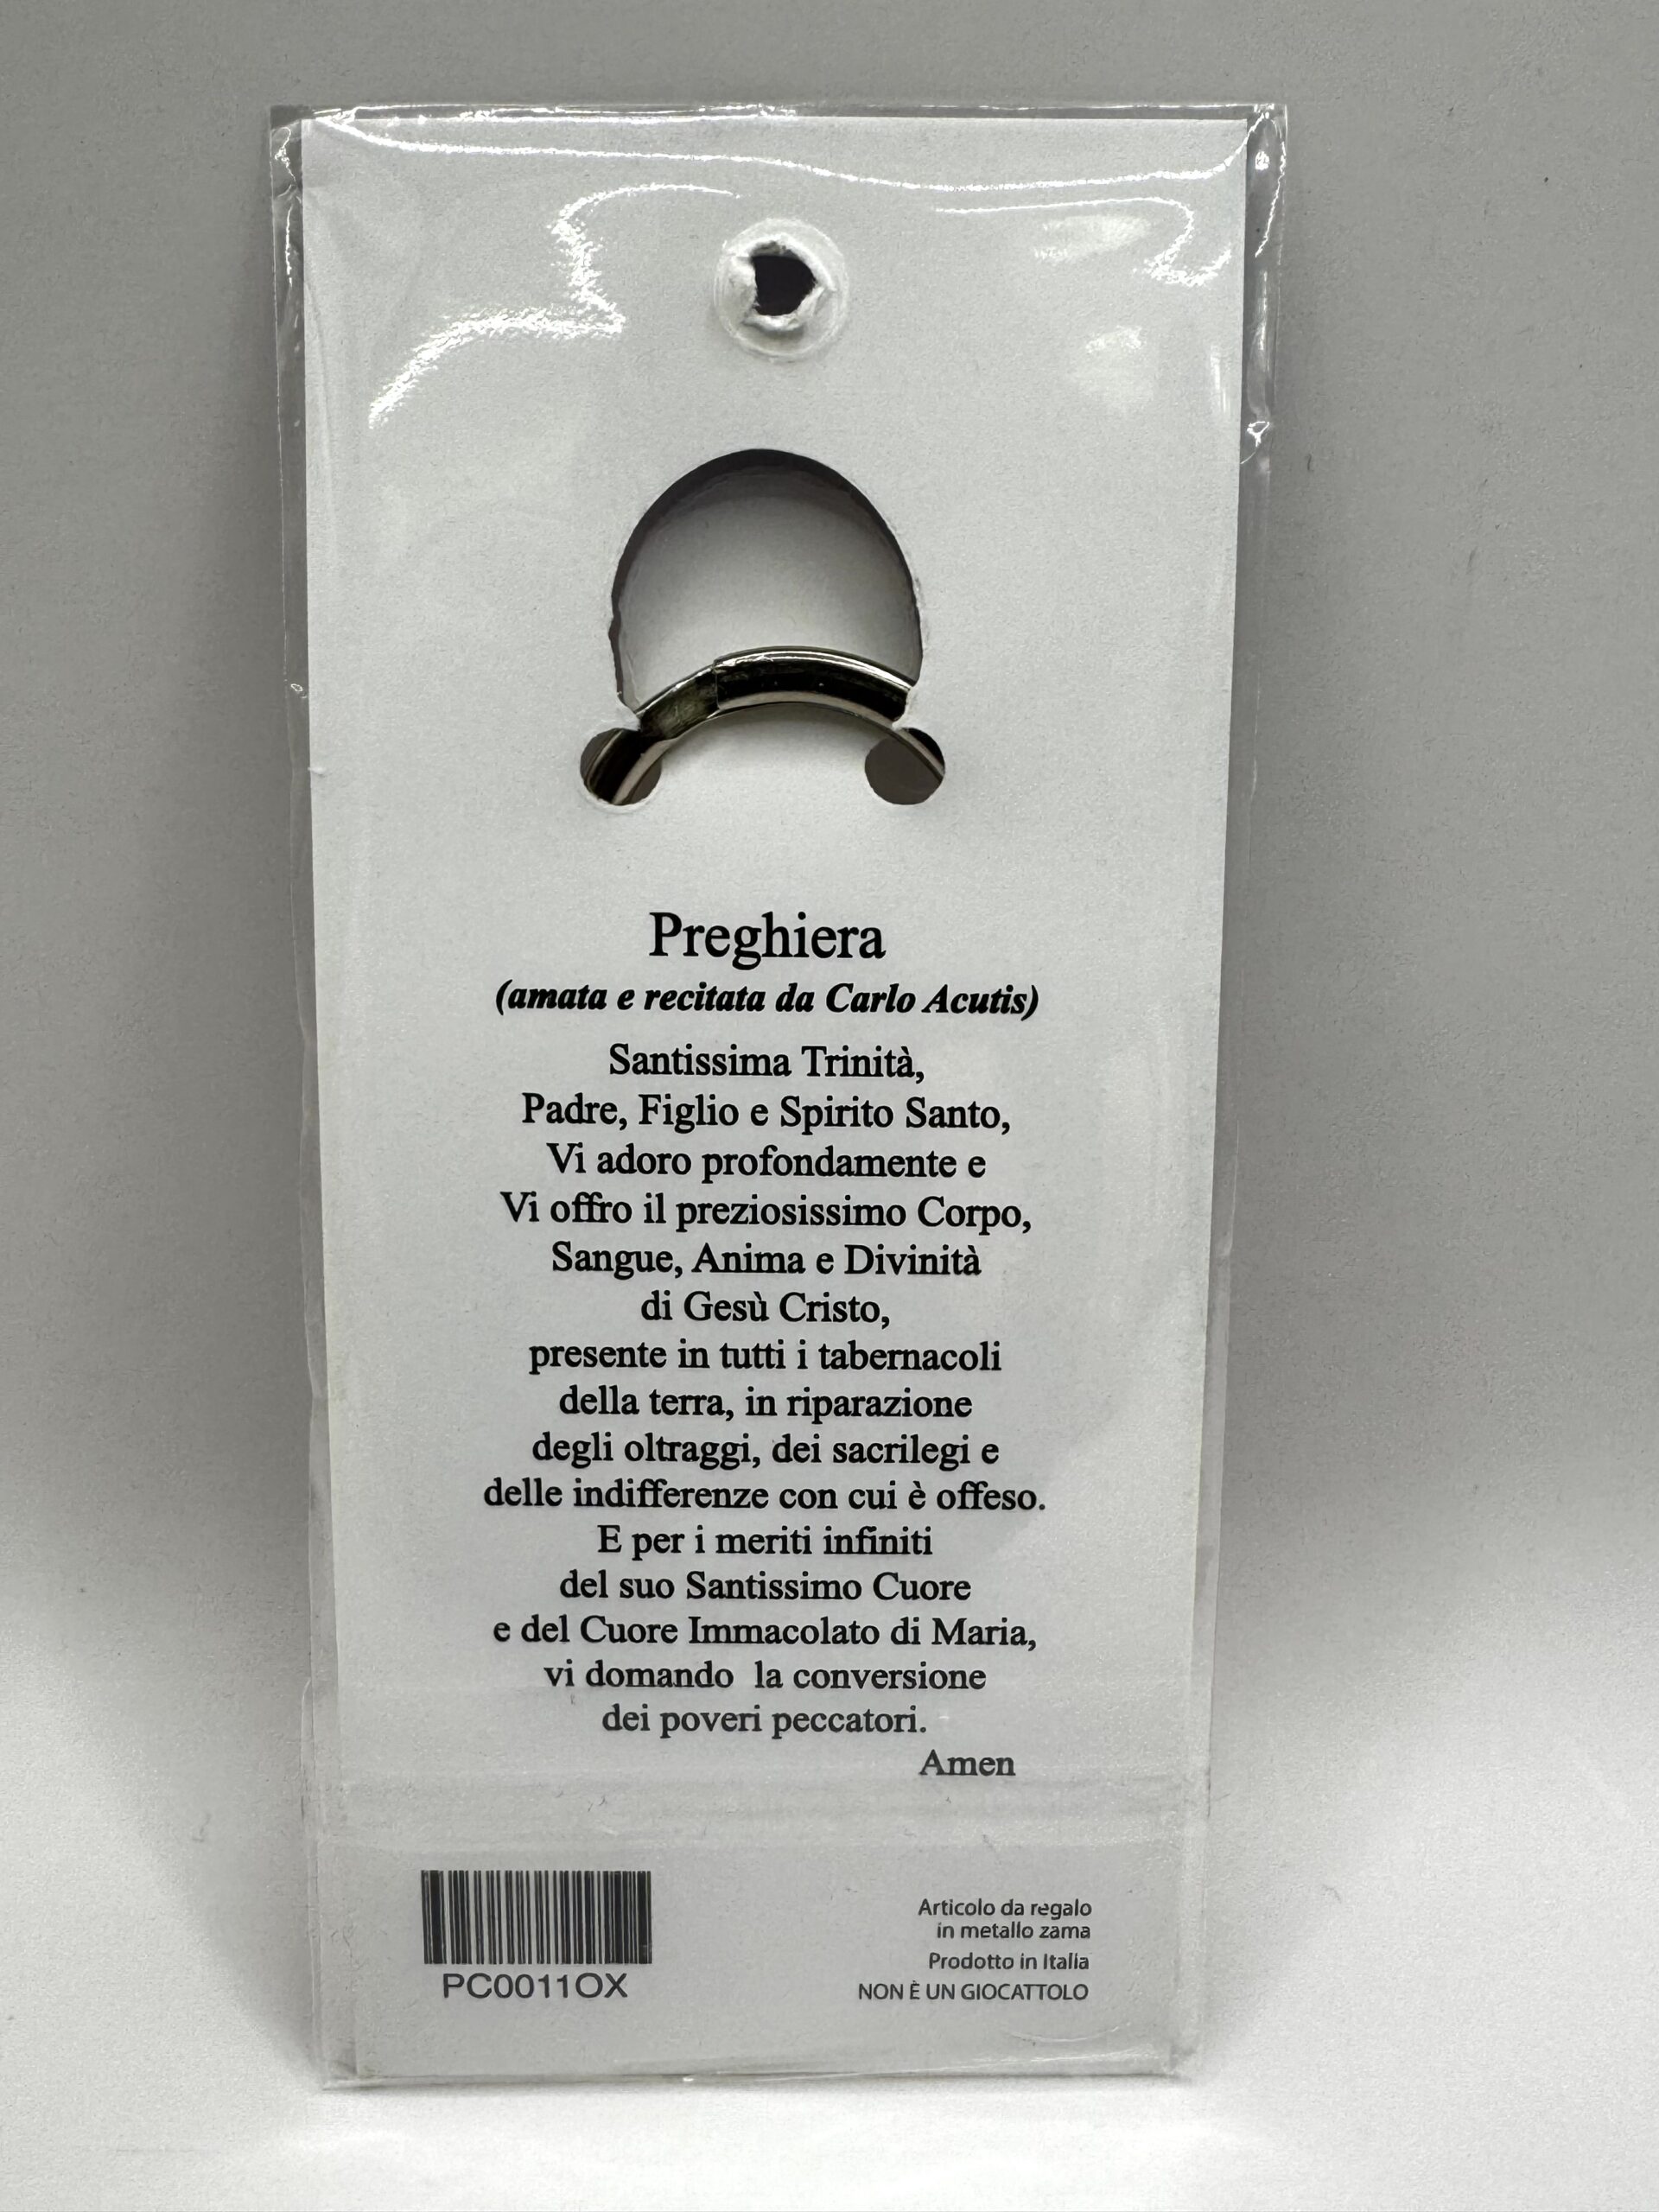 Preghiera
(amata e recitata da Carlo Acutis)
Santissima Trinità,
Padre, Figlio e Spirito Santo,
Vi adoro profondamente e
Vi offro il preziosissimo Corpo,
Sangue, Anima e Divinità
di Gesù Cristo,
presente in tutti i tabernacoli
della terra, in riparazione
degli oltraggi, dei sacrilegi e
delle indifferenze con cui è offeso.
E per i meriti infiniti
del suo Santissimo Cuore
e del Cuore Immacolato di Maria,
vi domando  la conversione
dei poveri peccatori.
Amen
PC0011OX
Articolo da regalo
in metallo zama
Prodotto in Italia
NON È UN GIOCATTOLO